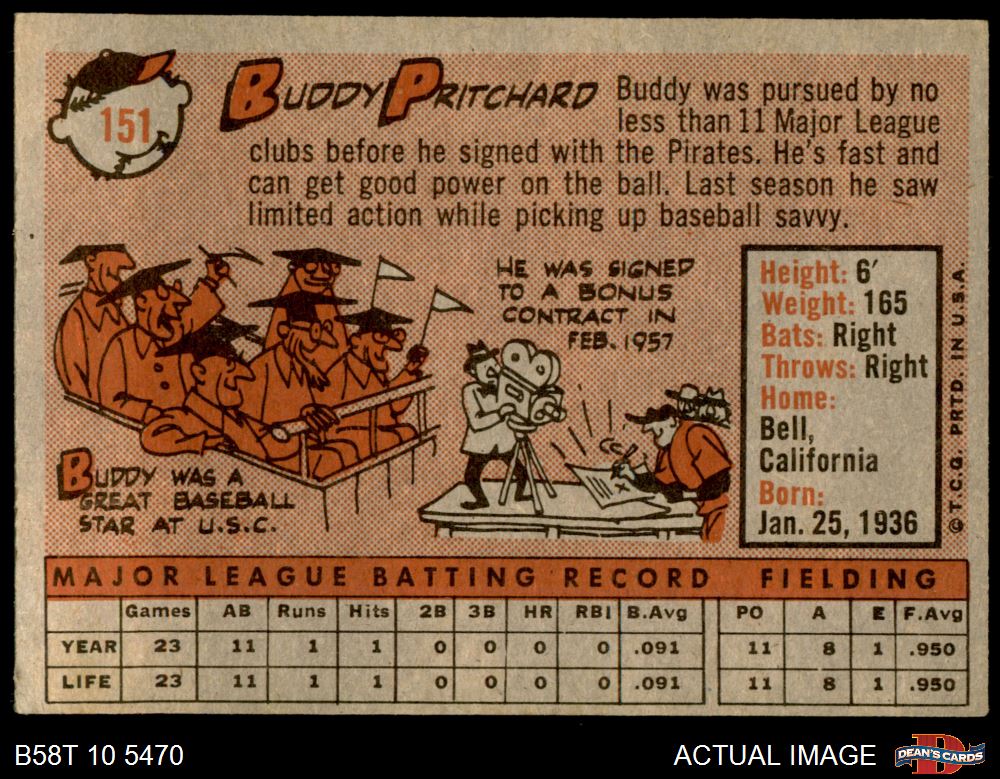 151
BUDDY PRITCHARD
Buddy was pursued by no
less than 11 Major League
clubs before he signed with the Pirates. He's fast and
can get good power on the ball. Last season he saw
limited action while picking up baseball savvy.
HE WAS SIGNED
TO A BONUS
CONTRACT IN
FEB. 1957
BUDDY WAS A
GREAT BASEBALL
STAR AT U.S.C.
X
Height: 6'
Weight: 165
Bats: Right
Throws: Right
Home:
Bell,
California
Born:
Jan. 25, 1936
© T.C.G. PRTD. IN U.S.A.
MAJOR LEAGUE BATTING RECORD FIELDING
Games AB Runs Hits 2B 3B HR RBI B.Avg PO A E F.Avg
YEAR 23 11 1 1 0 0 0 0 .091 11 8 1 .950
LIFE 23 11 1 1 0 0 0 0 .091 11 8 1 .950
B58T 10 5470
ACTUAL IMAGE
DEAN'S CARDS